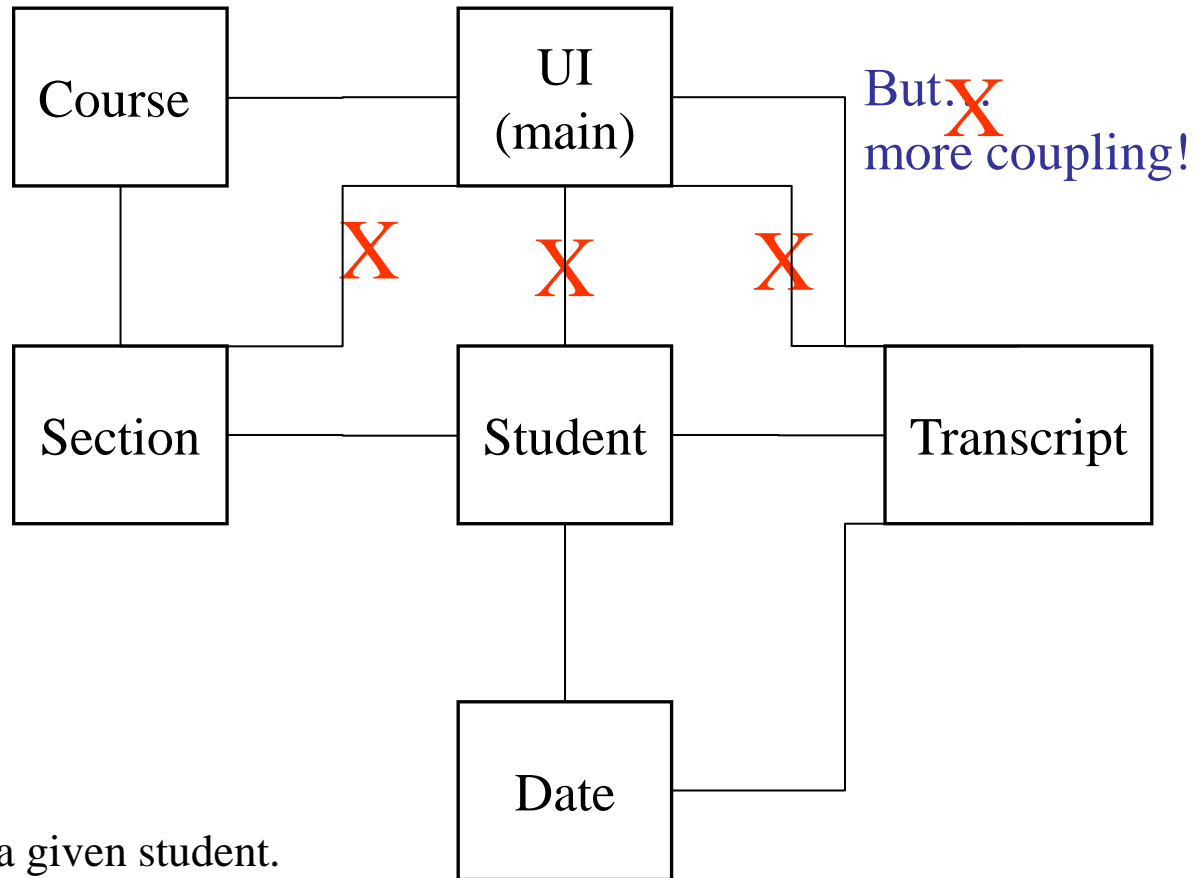 Course
UI
(main)
But...
X
more coupling!
X
X
X
Section
Student
Transcript
Date
a given student.